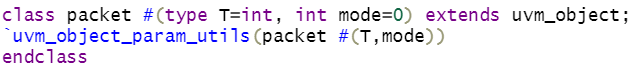 class packet #(type T=int, int mode=0) extends uvm_object;
`uvm_object_param_utils(packet #(T,mode))
endclass